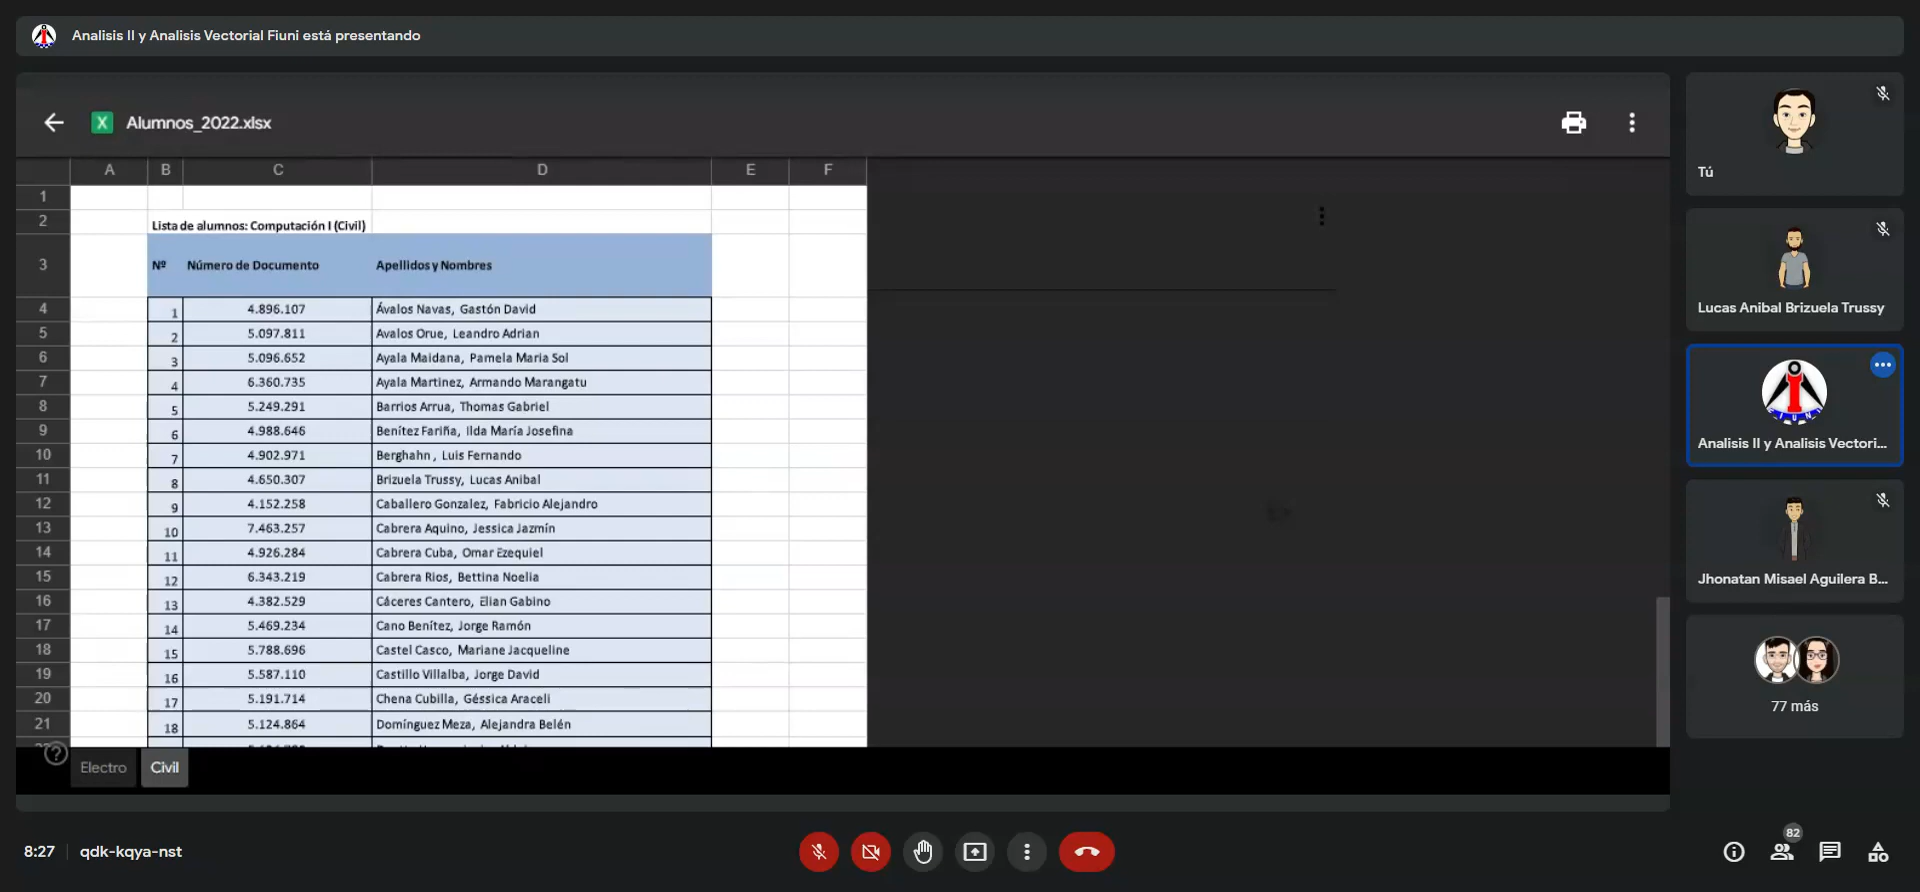 Analisis II y Analisis Vectorial Fiuni está presentando
Alumnos_2022.xlsx
A B C D E F
1
2 Lista de alumnos: Computación I (Civil)
3 Nº Número de Documento Apellidos y Nombres
4 1 4.896.107 Ávalos Navas, Gastón David
5 2 5.097.811 Avalos Orue, Leandro Adrian
6 3 5.096.652 Ayala Maidana, Pamela Maria Sol
7 4 6.360.735 Ayala Martinez, Armando Marangatu
8 5 5.249.291 Barrios Arrua, Thomas Gabriel
9 6 4.988.646 Benítez Fariña, Ilda María Josefina
10 7 4.902.971 Berghahn , Luis Fernando
11 8 4.650.307 Brizuela Trussy, Lucas Anibal
12 9 4.152.258 Caballero Gonzalez, Fabricio Alejandro
13 10 7.463.257 Cabrera Aquino, Jessica Jazmín
14 11 4.926.284 Cabrera Cuba, Omar Ezequiel
15 12 6.343.219 Cabrera Rios, Bettina Noelia
16 13 4.382.529 Cáceres Cantero, Elian Gabino
17 14 5.469.234 Cano Benítez, Jorge Ramón
18 15 5.788.696 Castel Casco, Mariane Jacqueline
19 16 5.587.110 Castillo Villalba, Jorge David
20 17 5.191.714 Chena Cubilla, Géssica Araceli
21 18 5.124.864 Domínguez Meza, Alejandra Belén
Electro Civil
Tú
Lucas Anibal Brizuela Trussy
FIUNI
Analisis II y Analisis Vectori...
Jhonatan Misael Aguilera B...
77 más
8:27 qdk-kqya-nst
82